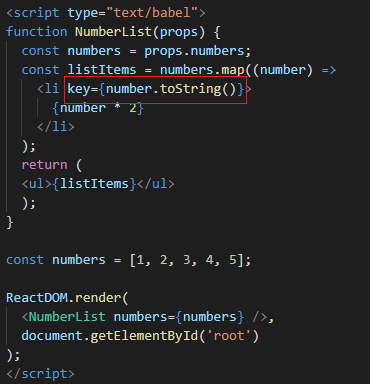 <script type="text/babel">
function NumberList(props) {
  const numbers = props.numbers;
  const listItems = numbers.map((number) =>
    <li key={number.toString()}>
      {number * 2}
    </li>
  );
  return (
  <ul>{listItems}</ul>
  );
}

const numbers = [1, 2, 3, 4, 5];

ReactDOM.render(
  <NumberList numbers={numbers} />,
  document.getElementById('root')
);
</script>